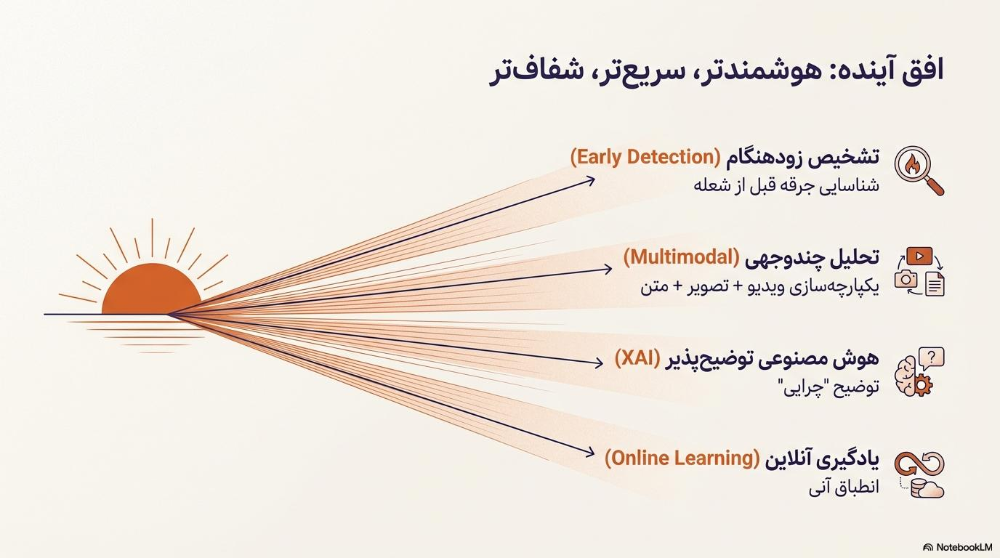 افق آینده: هوشمندتر، سریع‌تر، شفاف‌تر
تشخیص زودهنگام (Early Detection)
شناسایی جرقه قبل از شعله
تحلیل چندوجهی (Multimodal)
یکپارچه‌سازی ویدیو + تصویر + متن
هوش مصنوعی توضیح‌پذیر (XAI)
توضیح "چرایی"
?
یادگیری آنلاین (Online Learning)
انطباق آنی
NotebookLM